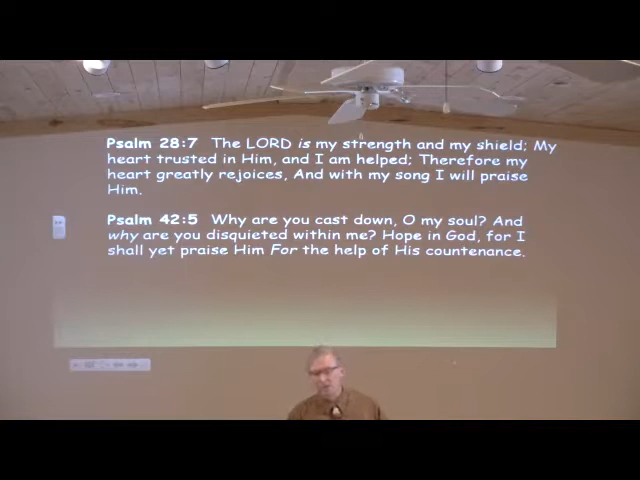 Psalm 28:7 The LORD is my strength and my shield; My
heart trusted in Him, and I am helped; Therefore my
heart greatly rejoices, And with my song I will praise
Him.
Psalm 42:5 Why are you cast down, O my soul? And
why are you disquieted within me? Hope in God, for I
shall yet praise Him For the help of His countenance.